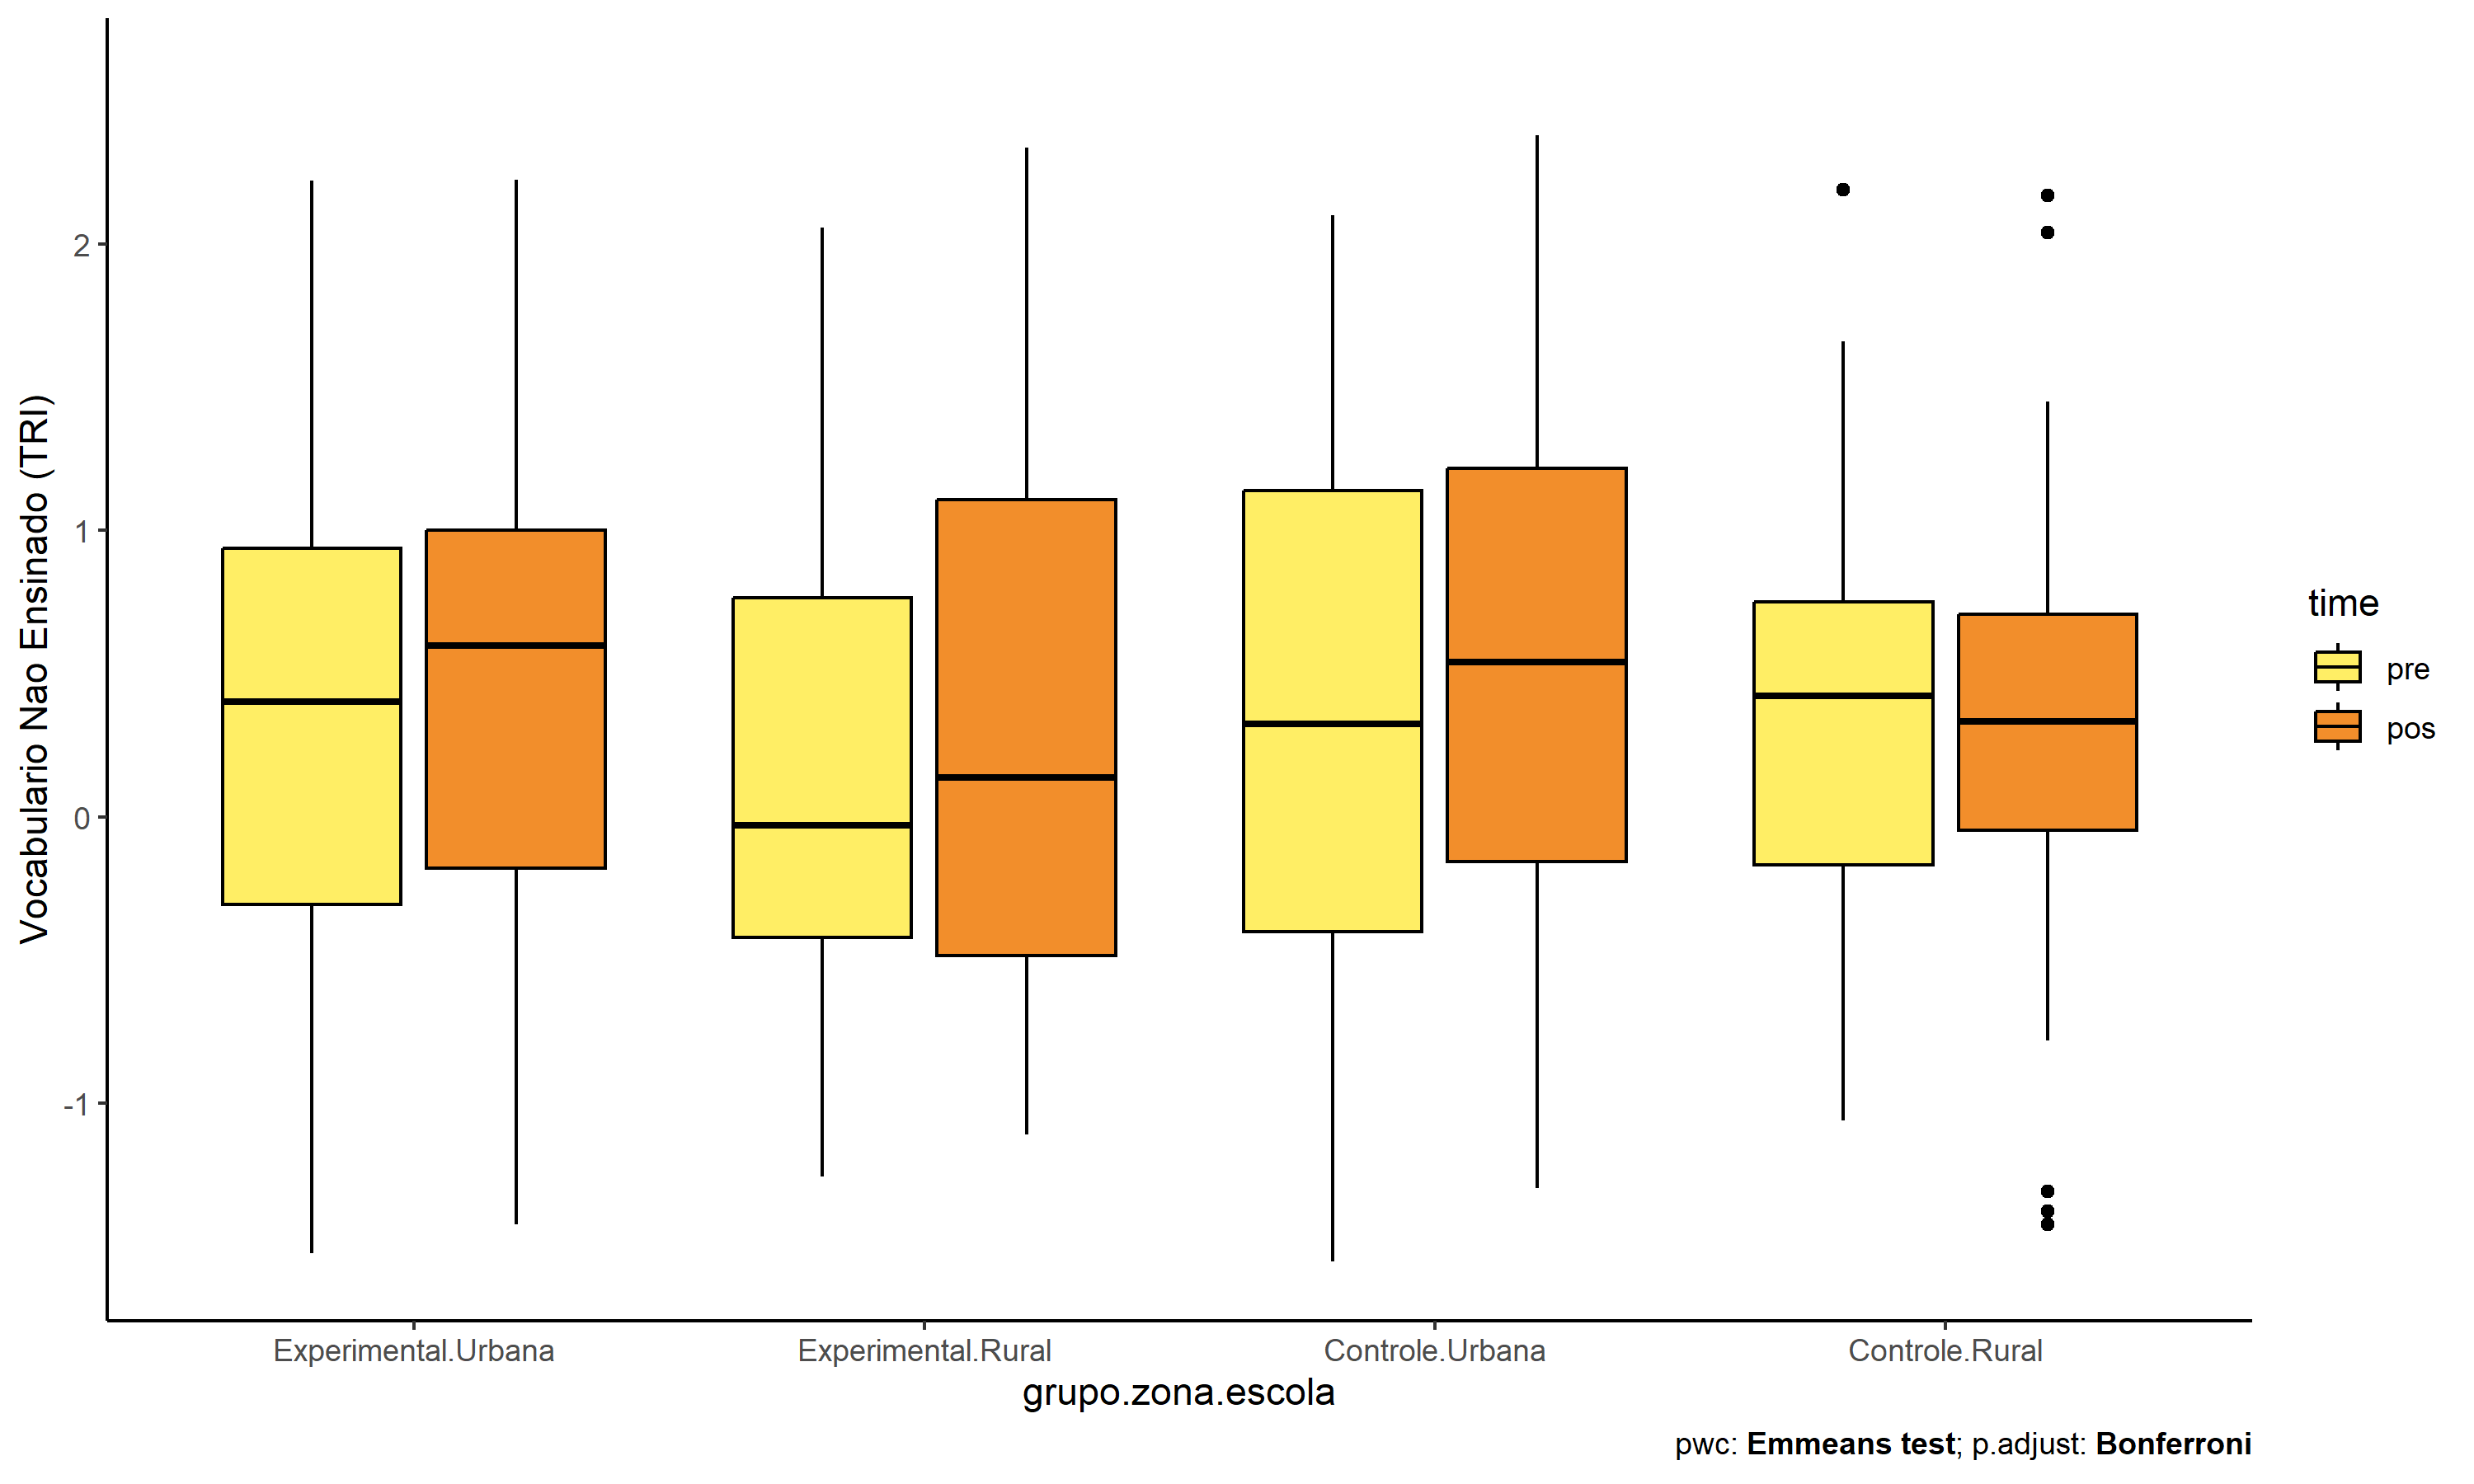 Vocabulario Nao Ensinado (TRI)
2
1
0
-1
Experimental.Urbana
Experimental.Rural
Controle.Urbana
Controle.Rural
grupo.zona.escola
time
pre
pos
pwc: Emmeans test; p.adjust: Bonferroni